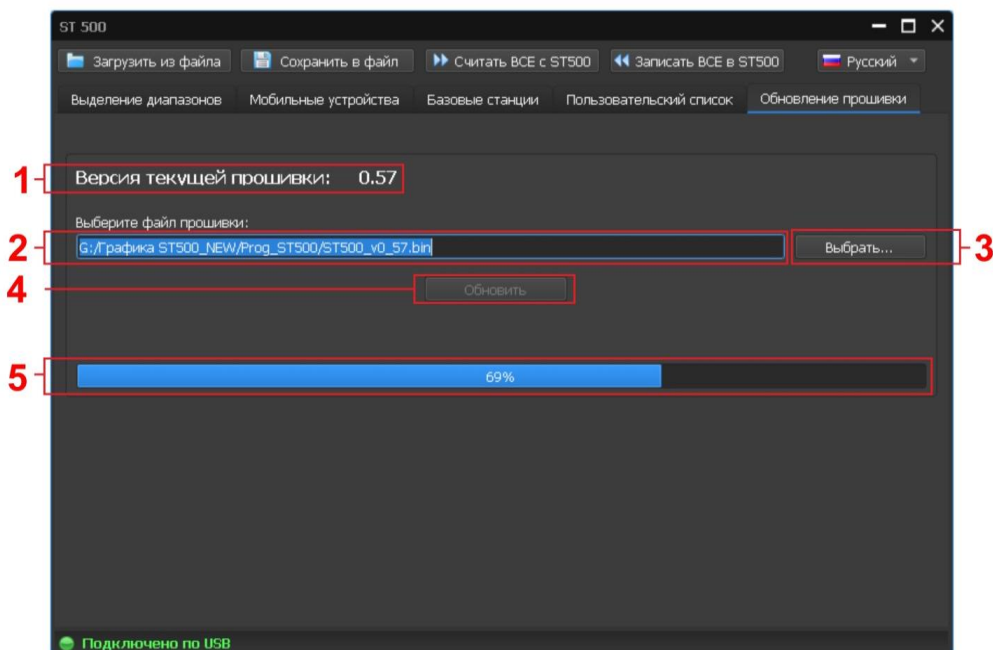 ST 500
Загрузить из файла Сохранить в файл Считать ВСЕ с ST500 Записать ВСЕ в ST500 Русский
Выделение диапазонов Мобильные устройства Базовые станции Пользовательский список Обновление прошивки
1 Версия текущей прошивки: 0.57
Выберите файл прошивки:
2 G:/Графика ST500_NEW/Prog_ST500/ST500_v0_57.bin Выбрать... 3
4 Обновить
5 69%
Подключено по USB